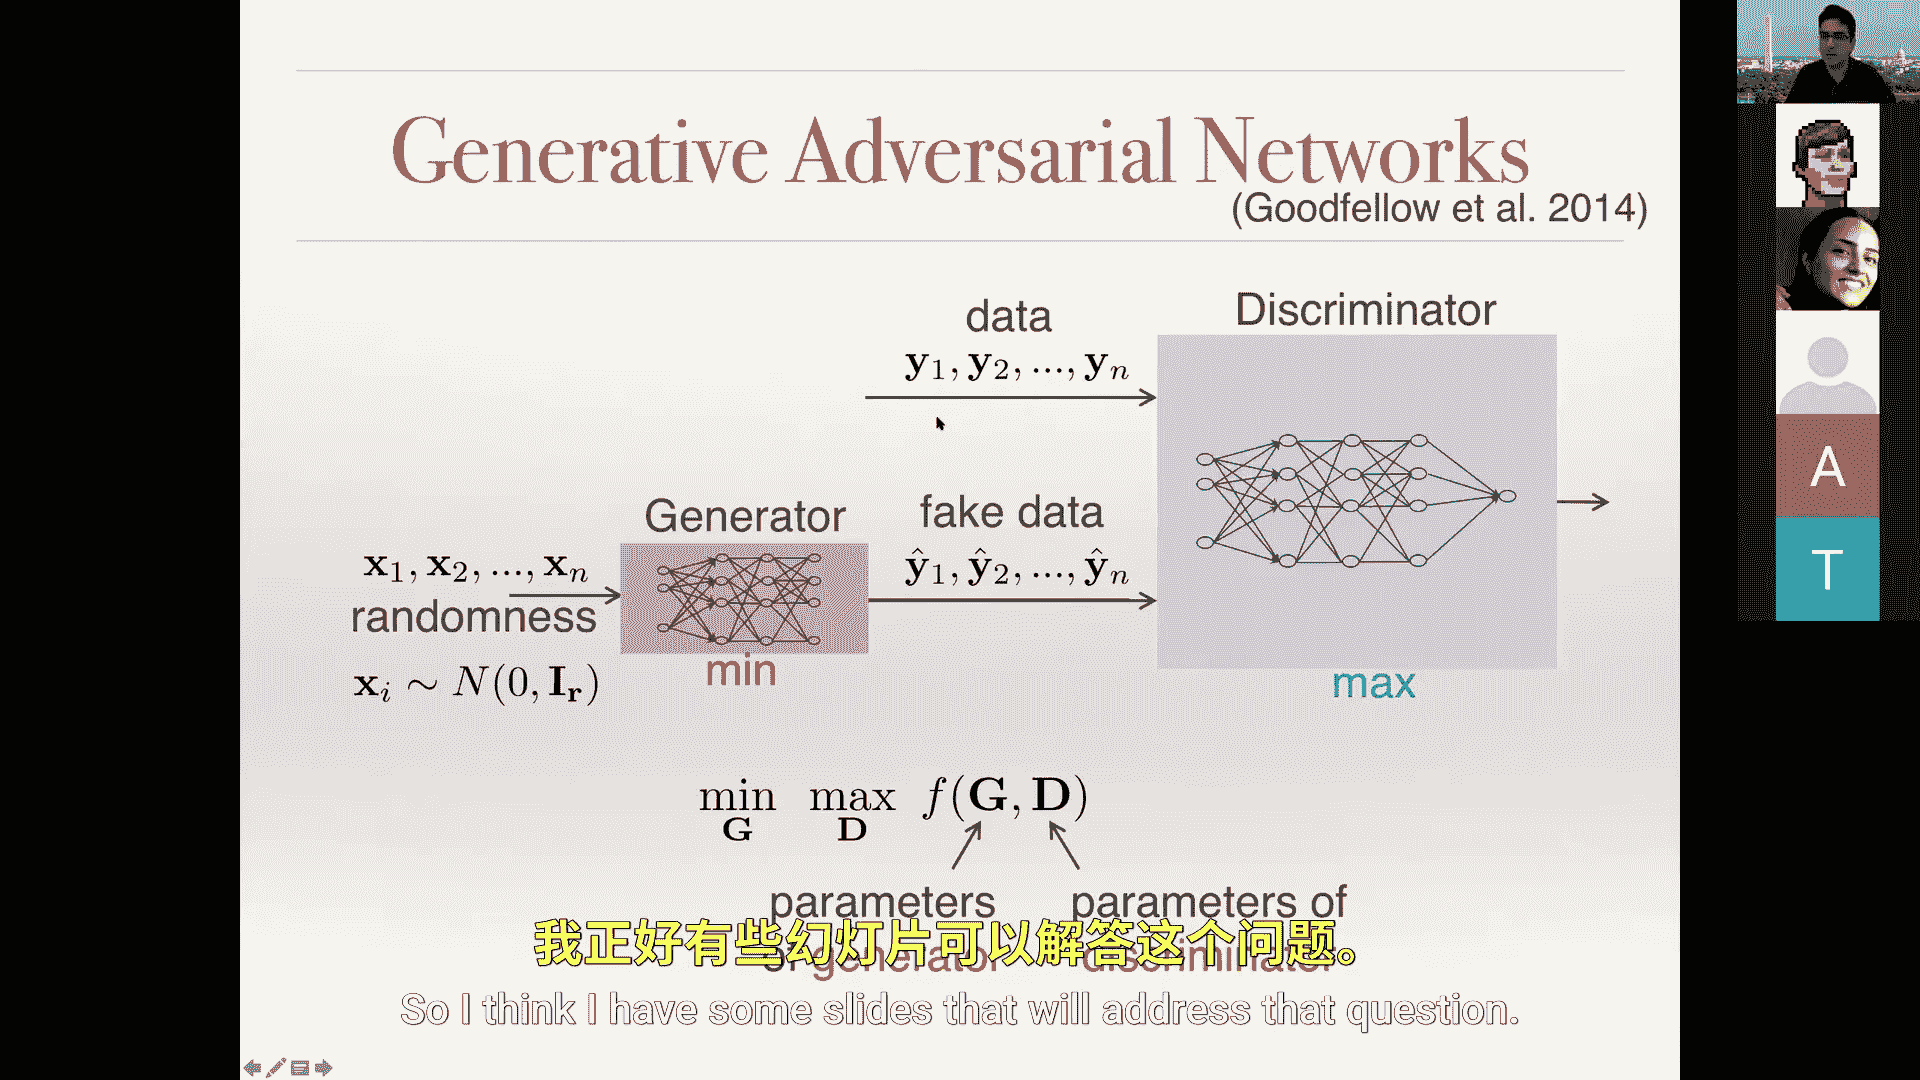 Generative Adversarial Networks
(Goodfellow et al. 2014)
data
y₁, y₂, ..., yₙ
Discriminator
Generator
fake data
ŷ₁, ŷ₂, ..., ŷₙ
x₁, x₂, ..., xₙ
randomness
xᵢ ~ N(0, Iᵣ)
min
max
min max f(G, D)
G D
parameters
of generator
parameters of
discriminator
我正好有些幻灯片可以解答这个问题。
So I think I have some slides that will address that question.
A
T